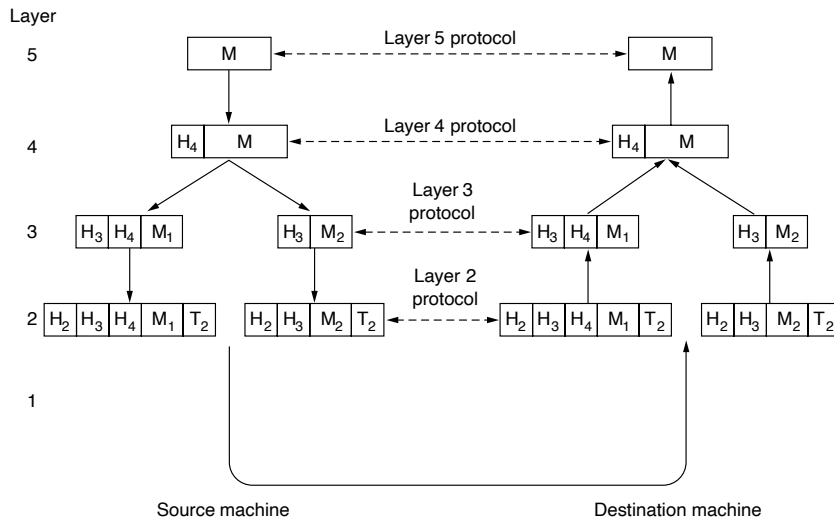 Layer
5 M Layer 5 protocol M
4 H₄ M Layer 4 protocol H₄ M
Layer 3
protocol
3 H₃ H₄ M₁ H₃ M₂ H₃ H₄ M₁ H₃ M₂
Layer 2
protocol
2 H₂ H₃ H₄ M₁ T₂ H₂ H₃ M₂ T₂ H₂ H₃ H₄ M₁ T₂ H₂ H₃ M₂ T₂
1
Source machine Destination machine